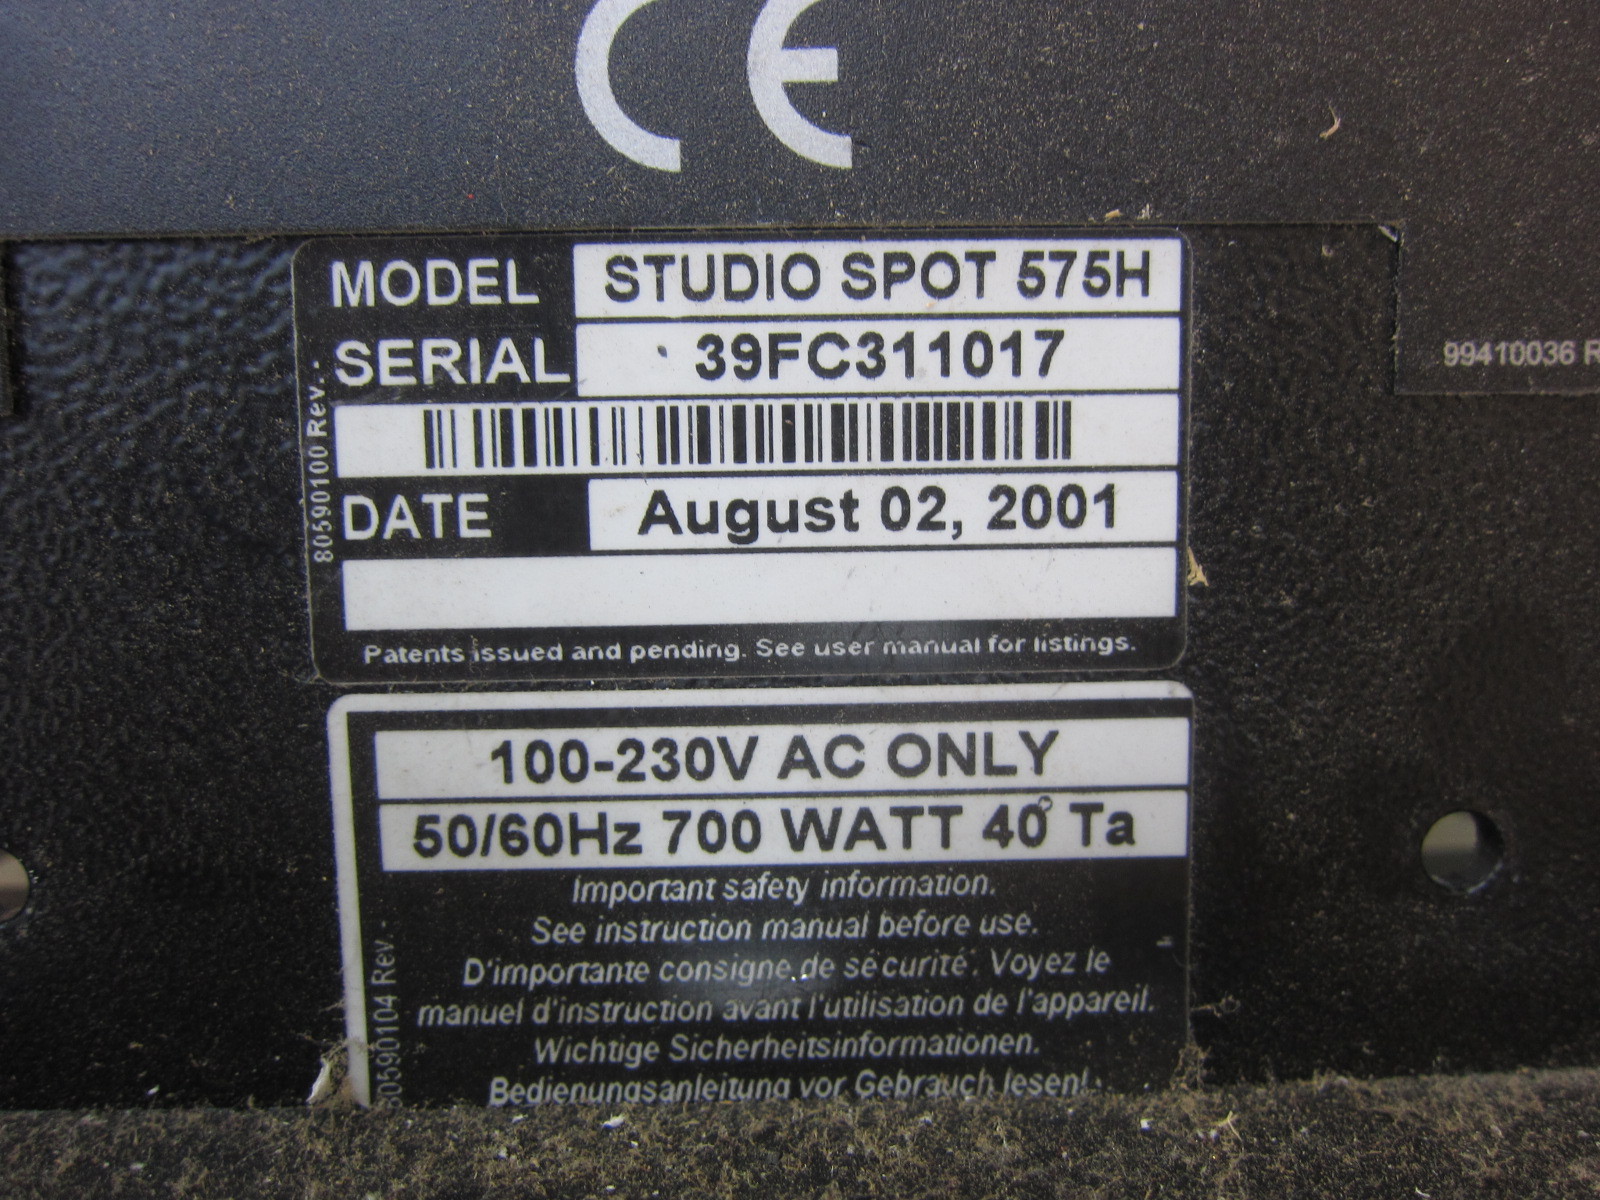 CE
MODEL STUDIO SPOT 575H
SERIAL 39FC311017
99410036 R
80590100 Rev. -
DATE August 02, 2001
Patents issued and pending. See user manual for listings.
100-230V AC ONLY
50/60Hz 700 WATT 40° Ta
Important safety information.
See instruction manual before use.
D'importante consigne de sécurité. Voyez le
manuel d'instruction avant l'utilisation de l'appareil.
Wichtige Sicherheitsinformationen.
Bedienungsanleitung vor Gebrauch lesen!
80590104 Rev. -